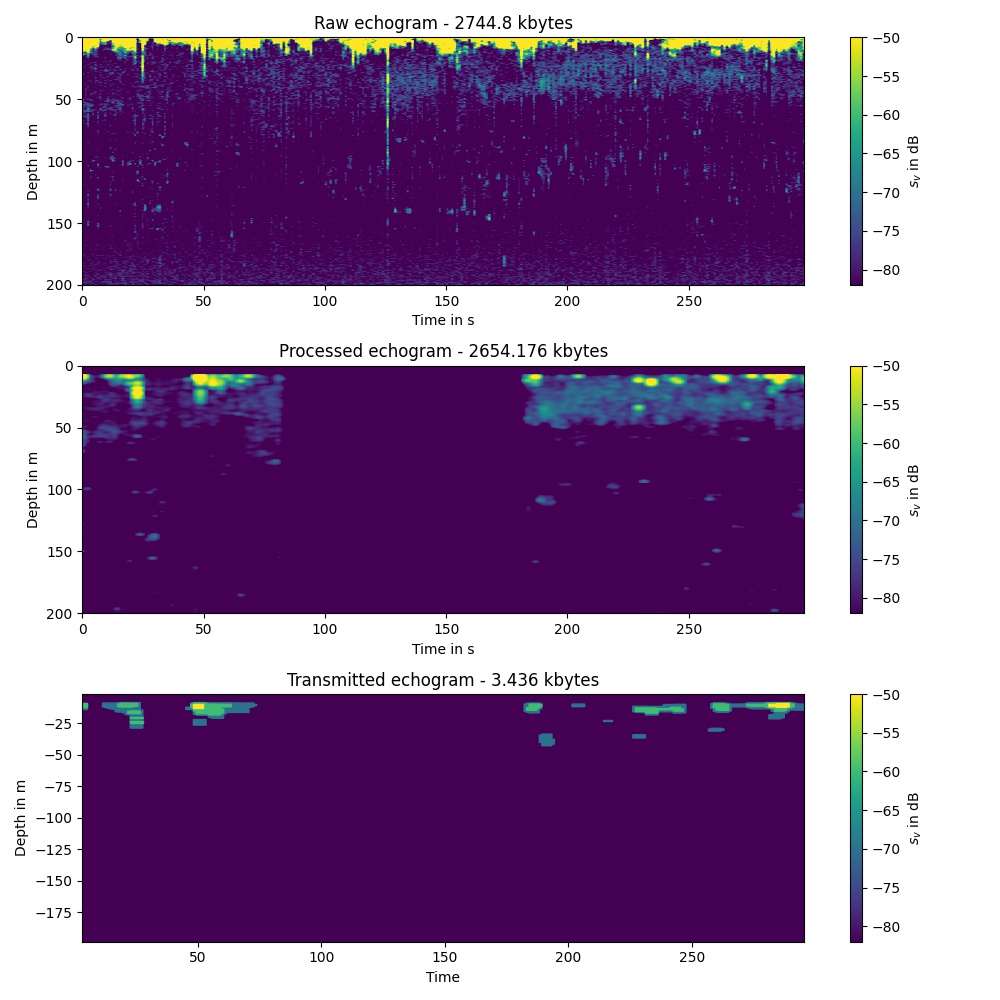 Raw echogram - 2744.8 kbytes
0
50
100
150
200
Depth in m
0 50 100 150 200 250
Time in s
−50
−55
−60
−65
−70
−75
−80
sv in dB
Processed echogram - 2654.176 kbytes
0
50
100
150
200
Depth in m
0 50 100 150 200 250
Time in s
−50
−55
−60
−65
−70
−75
−80
sv in dB
Transmitted echogram - 3.436 kbytes
−25
−50
−75
−100
−125
−150
−175
Depth in m
50 100 150 200 250
Time
−50
−55
−60
−65
−70
−75
−80
sv in dB